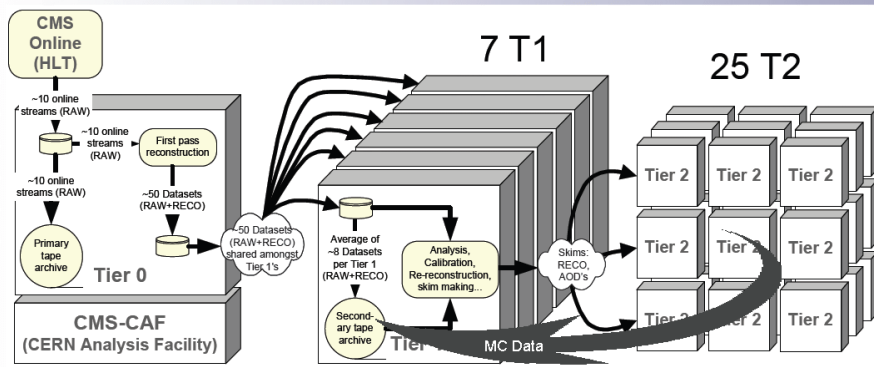 CMS
Online
(HLT)
~10 online
streams (RAW)
~10 online
streams
(RAW)
First pass
reconstruction
~10 online
streams (RAW)
~50 Datasets
(RAW+RECO)
Primary
tape
archive
Tier 0
CMS-CAF
(CERN Analysis Facility)
~50 Datasets
(RAW+RECO)
shared amongst
Tier 1's
7 T1
Average of
~8 Datasets
per Tier 1
(RAW+RECO)
Analysis,
Calibration,
Re-reconstruction,
skim making...
Second-
ary tape
archive
Tier
Skims:
RECO,
AOD's
MC Data
25 T2
Tier 2 Tier 2 Tier 2
Tier 2 Tier 2 Tier 2
Tier 2 Tier 2 Tier 2